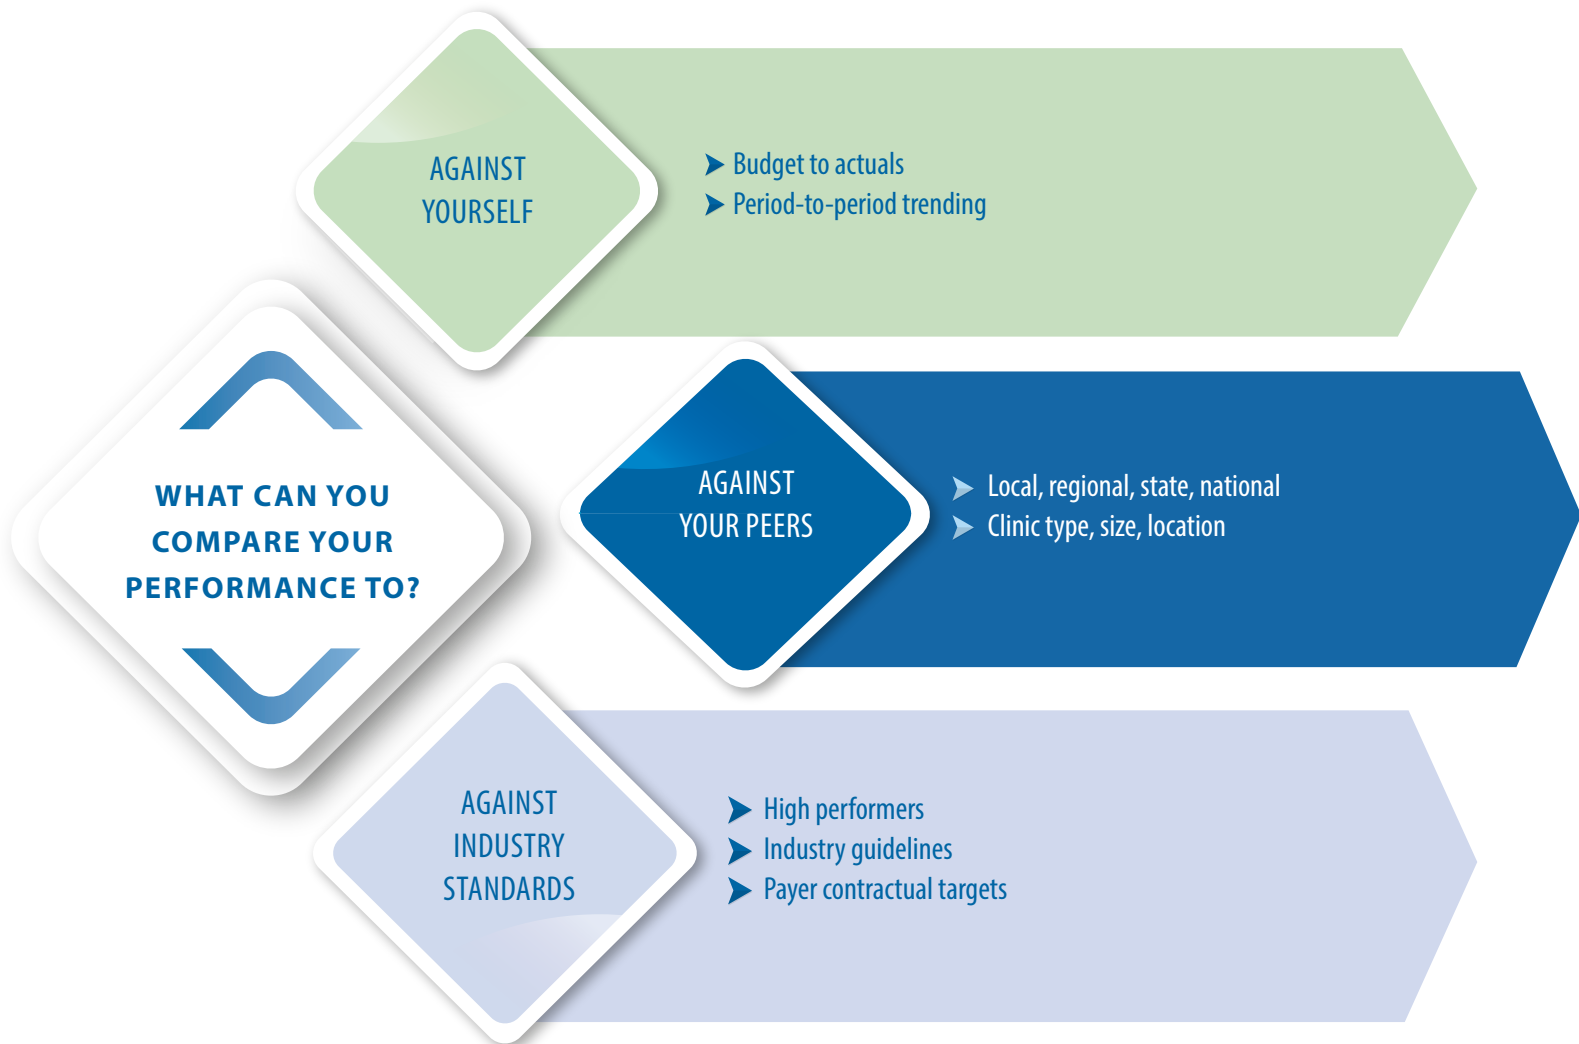 WHAT CAN YOU
COMPARE YOUR
PERFORMANCE TO?
AGAINST
YOURSELF
Budget to actuals
Period-to-period trending
AGAINST
YOUR PEERS
Local, regional, state, national
Clinic type, size, location
AGAINST
INDUSTRY
STANDARDS
High performers
Industry guidelines
Payer contractual targets